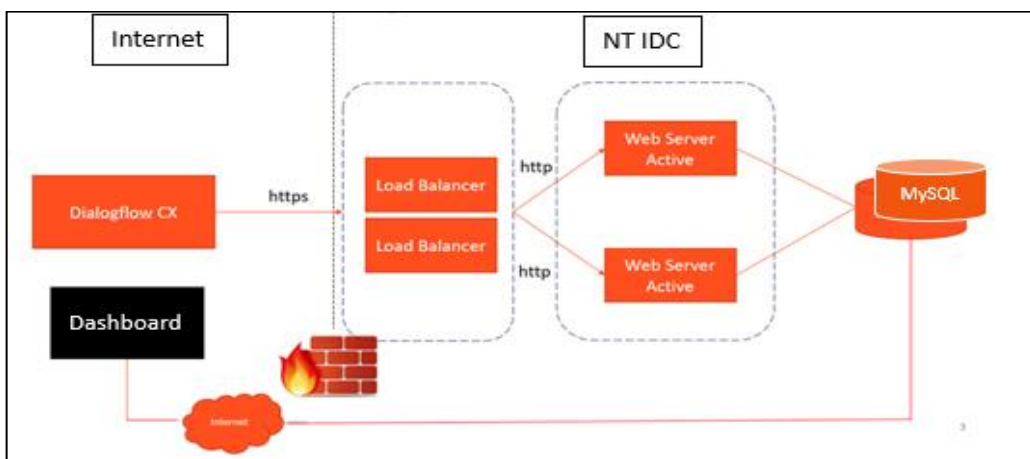 Internet
NT IDC
Web Server
Active
http
Load Balancer
https
Dialogflow CX
MySQL
Load Balancer
http
Web Server
Active
Dashboard
Internet
3